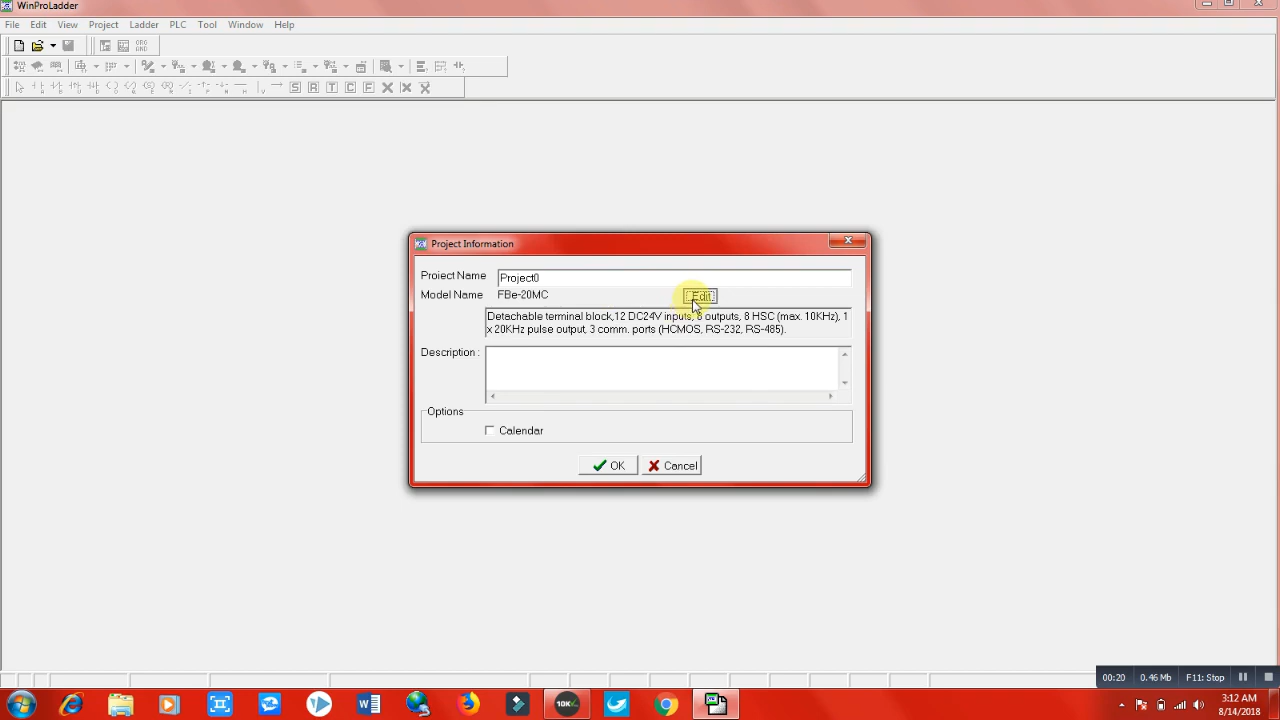 WinProLadder
File Edit View Project Ladder PLC Tool Window Help
S R T C F
Project Information
Project Name Project0
Model Name FBe-20MC Edit
Detachable terminal block,12 DC24V inputs, 8 outputs, 8 HSC (max. 10KHz), 1
x 20KHz pulse output, 3 comm. ports (HCMOS, RS-232, RS-485).
Description :
Options
Calendar
OK Cancel
00:20 0.46 Mb F11: Stop
10K
3:12 AM
8/14/2018